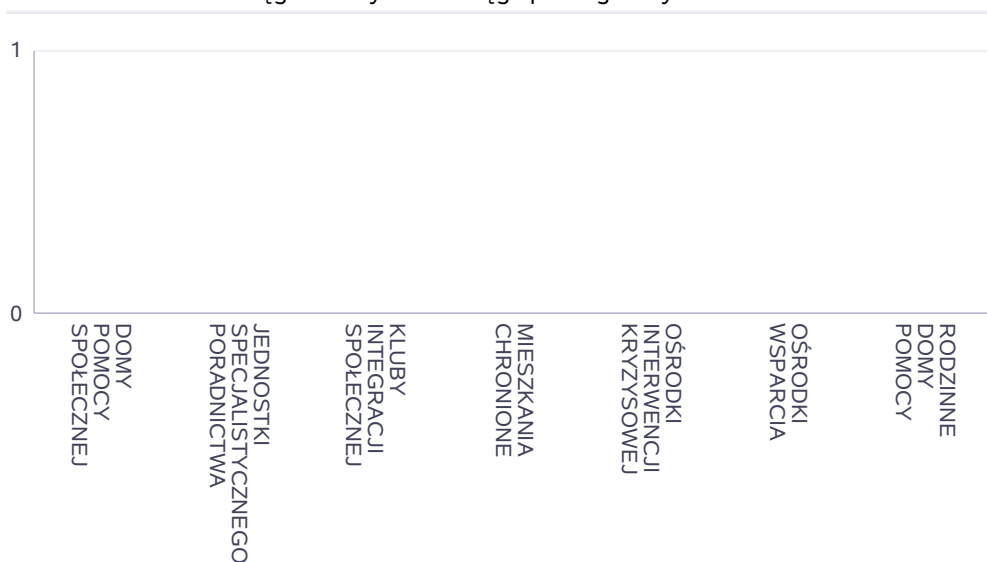 1
0
DOMY
POMOCY
SPOŁECZNEJ
JEDNOSTKI
SPECJALISTYCZNEGO
PORADNICTWA
KLUBY
INTEGRACJI
SPOŁECZNEJ
MIESZKANIA
CHRONIONE
OŚRODKI
INTERWENCJI
KRYZYSOWEJ
OŚRODKI
WSPARCIA
RODZINNE
DOMY
POMOCY